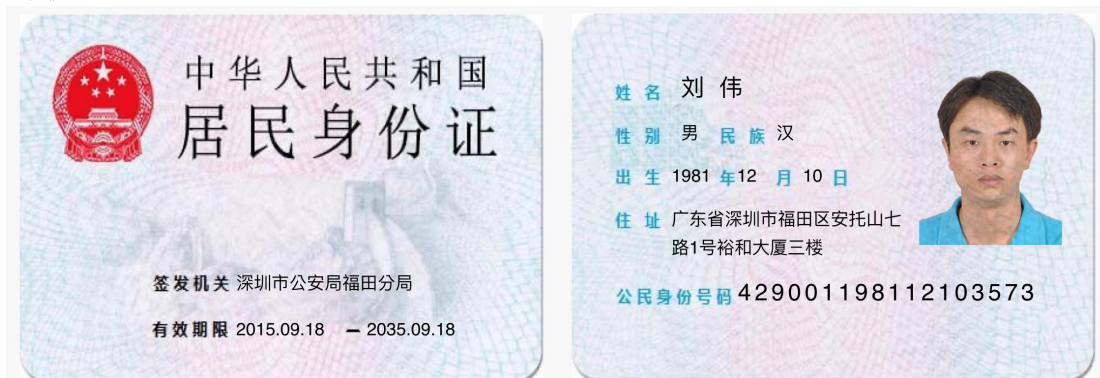 中华人民共和国
居民身份证
签发机关 深圳市公安局福田分局
有效期限 2015.09.18 – 2035.09.18
姓名 刘伟
性别 男 民族 汉
出生 1981 年 12 月 10 日
住址 广东省深圳市福田区安托山七
路1号裕和大厦三楼
公民身份号码 429001198112103573